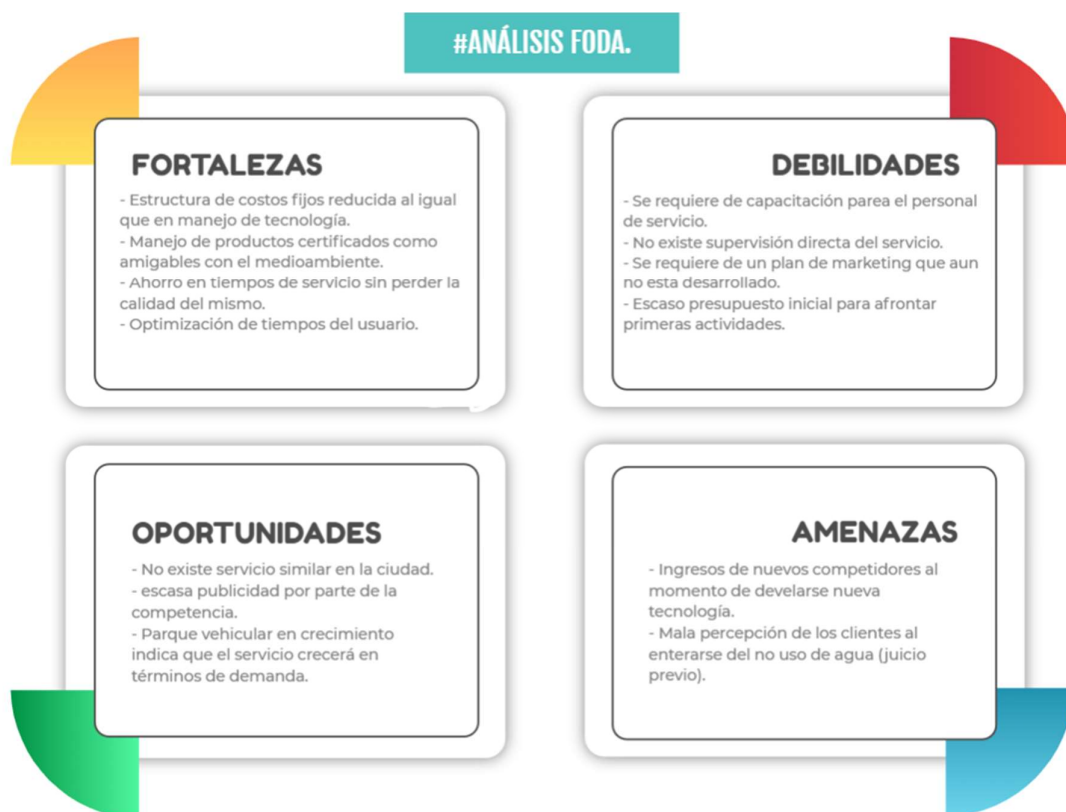 #ANÁLISIS FODA.
FORTALEZAS
- Estructura de costos fijos reducida al igual
que en manejo de tecnología.
- Manejo de productos certificados como
amigables con el medioambiente.
- Ahorro en tiempos de servicio sin perder la
calidad del mismo.
- Optimización de tiempos del usuario.
DEBILIDADES
- Se requiere de capacitación parea el personal
de servicio.
- No existe supervisión directa del servicio.
- Se requiere de un plan de marketing que aun
no esta desarrollado.
- Escaso presupuesto inicial para afrontar
primeras actividades.
OPORTUNIDADES
- No existe servicio similar en la ciudad.
- escasa publicidad por parte de la
competencia.
- Parque vehicular en crecimiento
indica que el servicio crecerá en
términos de demanda.
AMENAZAS
- Ingresos de nuevos competidores al
momento de develarse nueva
tecnología.
- Mala percepción de los clientes al
enterarse del no uso de agua (juicio
previo).